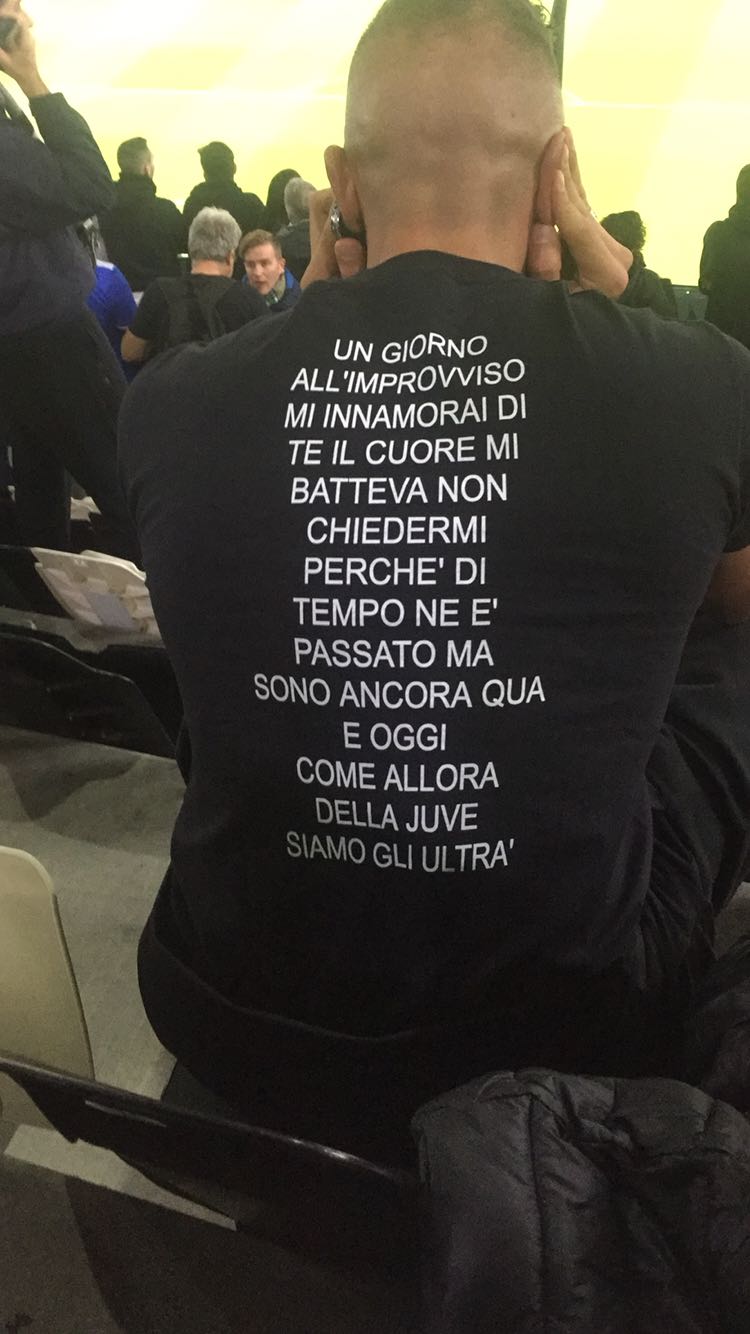 UN GIORNO
ALL'IMPROVVISO
MI INNAMORAI DI
TE IL CUORE MI
BATTEVA NON
CHIEDERMI
PERCHE' DI
TEMPO NE E'
PASSATO MA
SONO ANCORA QUA
E OGGI
COME ALLORA
DELLA JUVE
SIAMO GLI ULTRA'